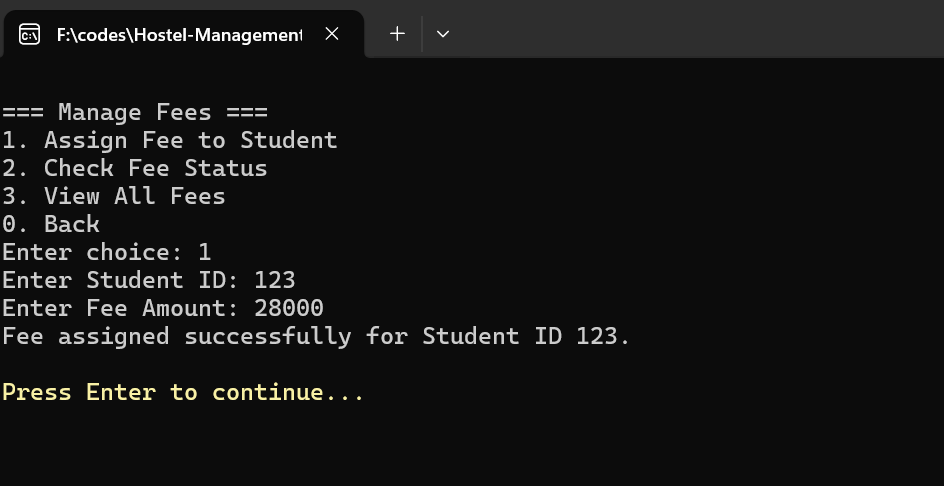 F:\codes\Hostel-Management
=== Manage Fees ===
1. Assign Fee to Student
2. Check Fee Status
3. View All Fees
0. Back
Enter choice: 1
Enter Student ID: 123
Enter Fee Amount: 28000
Fee assigned successfully for Student ID 123.
Press Enter to continue...